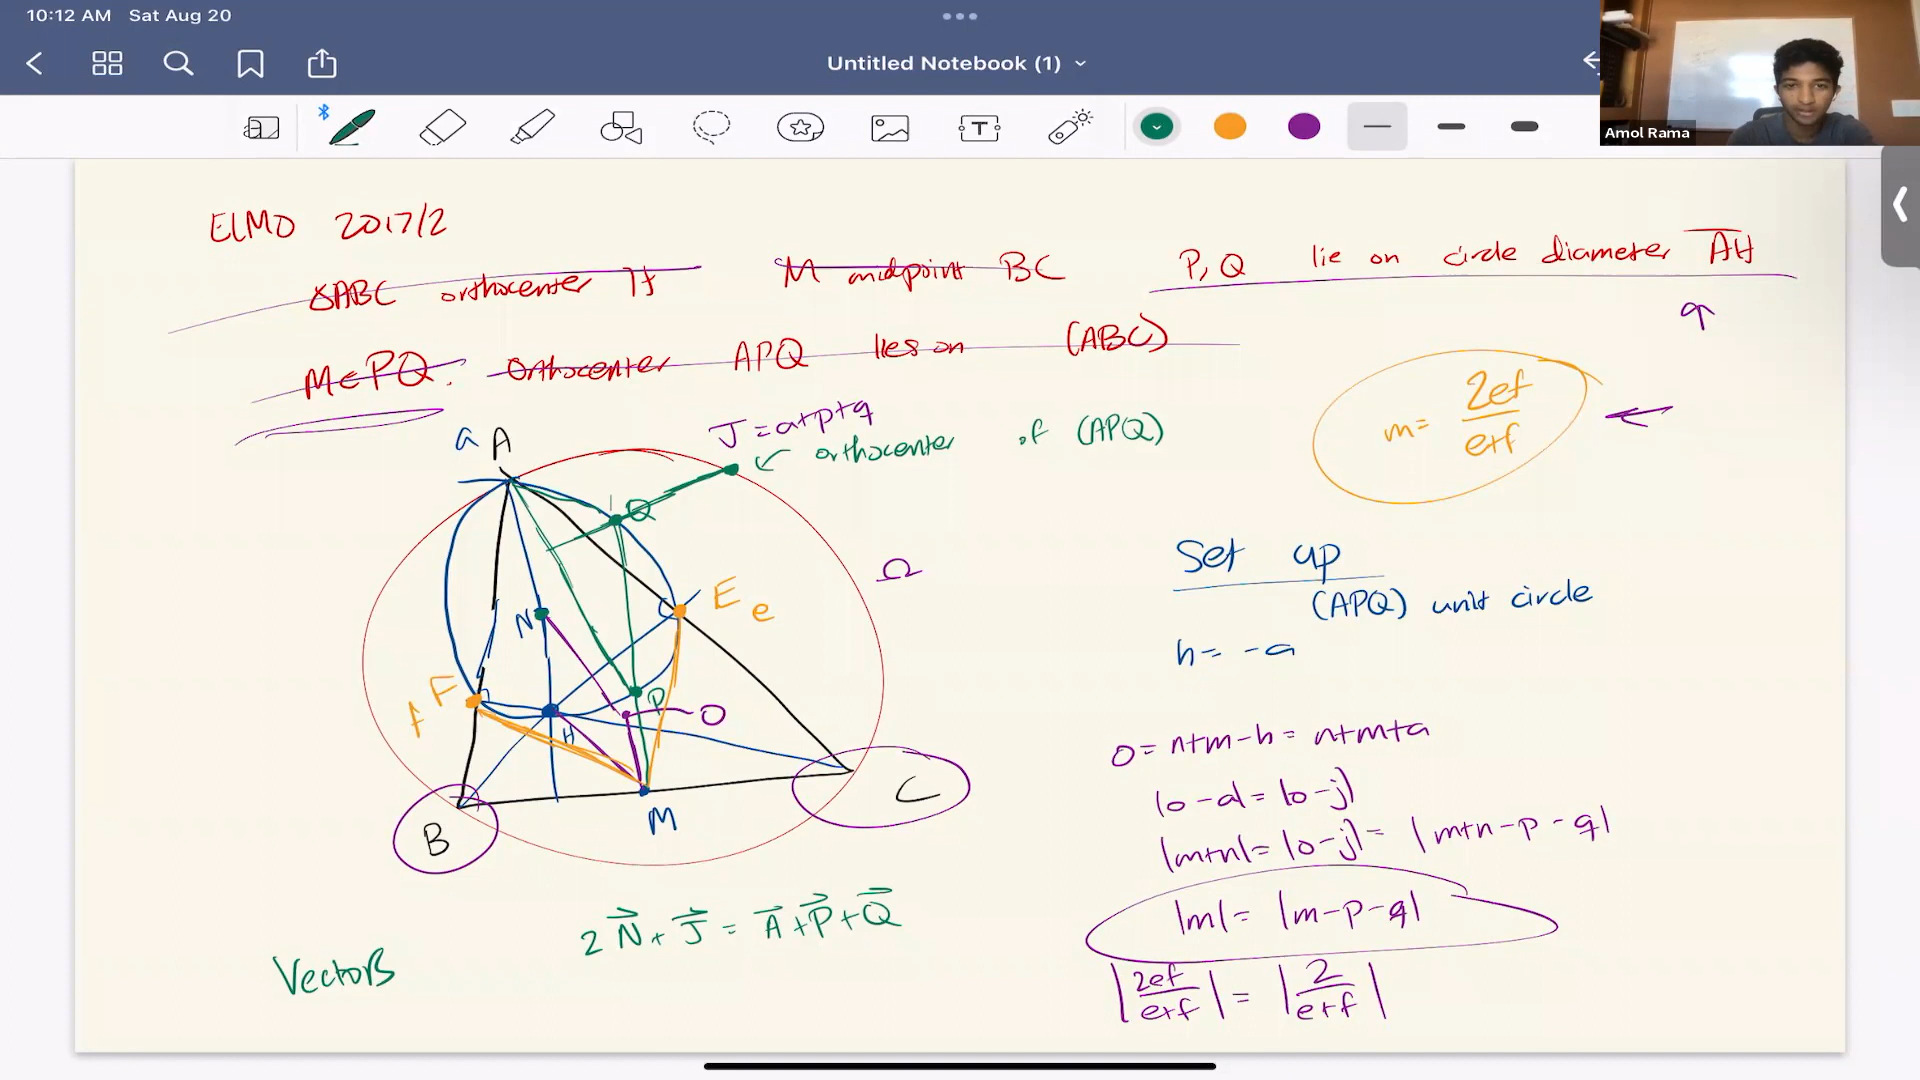 10:12 AM Sat Aug 20
Untitled Notebook (1)
Amol Rama
ELMO 2017/2
△ABC orthocenter H M midpoint BC P, Q lie on circle diameter AH
M∈PQ. Orthocenter APQ lies on (ABC)
q
m = 2ef/(e+f)
J = a+p+q
orthocenter of (APQ)
a A
Q
Ω
E e
N
F f
P
O
H
B
M
C
Set up
(APQ) unit circle
h = -a
o = n+m-h = n+m+a
|o-a| = |o-j|
|m+n| = |o-j| = |m+n-p-q|
|m| = |m-p-q|
|2ef/(e+f)| = |2/(e+f)|
2N⃗ + J⃗ = A⃗+P⃗+Q⃗
Vectors